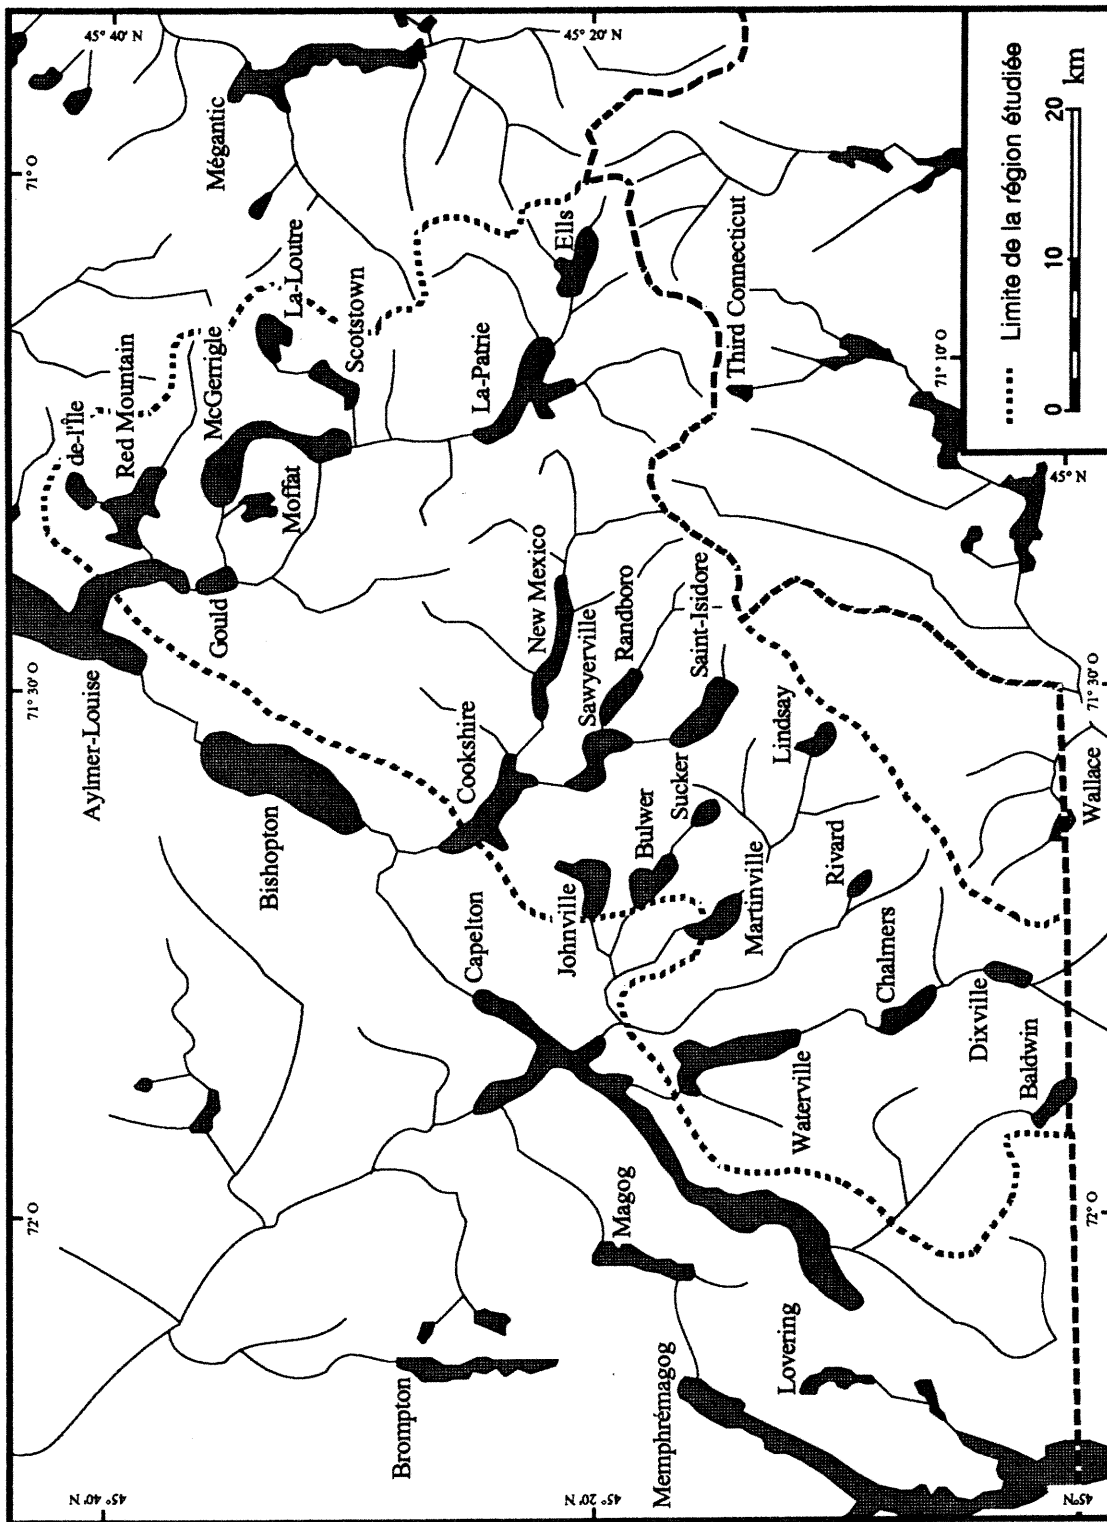 45° 40' N
45° 20' N
71° O
Mégantic
La-Loutre
Scotstown
Ells
Third Connecticut
71° 10' O
45° N
de-l'Île
Red Mountain
McGerrigle
Moffat
La-Patrie
Gould
New Mexico
Sawyerville
Randboro
Saint-Isidore
Aylmer-Louise
71° 30' O
Bishopton
Cookshire
Bulwer
Sucker
Lindsay
71° 30' O
Wallace
Capelton
Johnville
Martinville
Rivard
Chalmers
Dixville
Baldwin
Waterville
72° O
Magog
72° O
Brompton
Memphrémagog
Lovering
45° 40' N
45° 20' N
45°N
Limite de la région étudiée
0
10
20
km